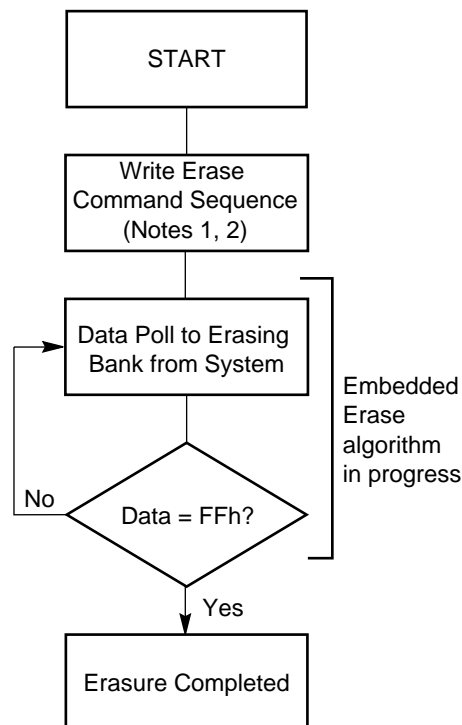 START
Write Erase
Command Sequence
(Notes 1, 2)
Data Poll to Erasing
Bank from System
Embedded
Erase
algorithm
in progress
No
Data = FFh?
Yes
Erasure Completed